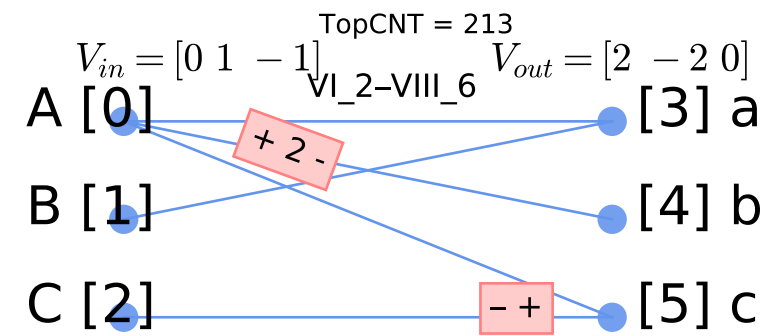 TopCNT = 213
V_in = [0 1 −1] V_out = [2 −2 0]
VI_2–VIII_6
A [0] [3] a
+ 2 -
B [1] [4] b
C [2] – + [5] c